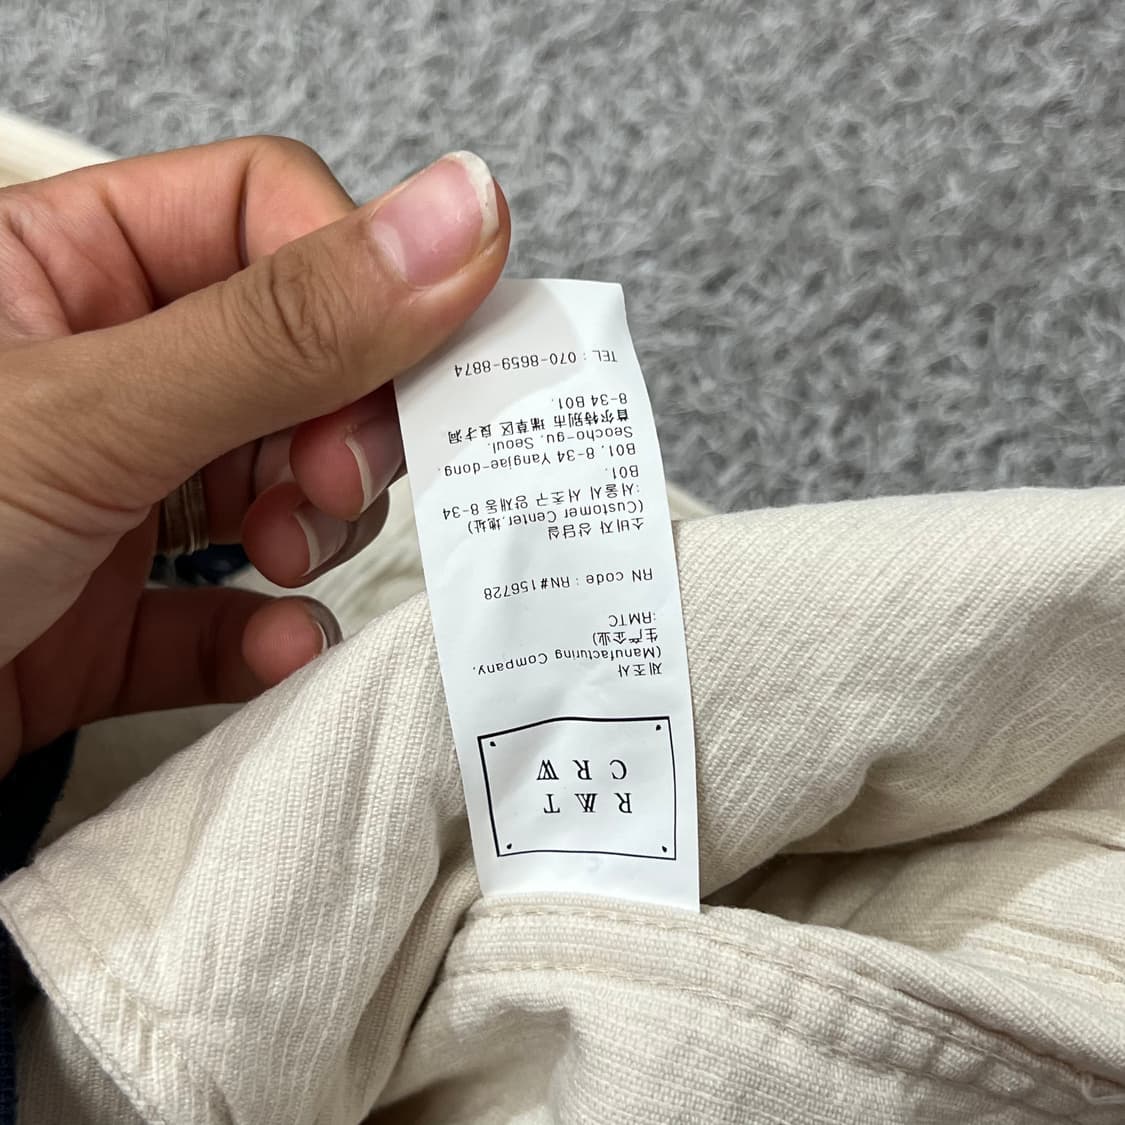 RAT
CRW
제조사
(Manufacturing Company,
生产企业)
:RMTC
RN code : RN#156728
소비자 상담실
(Customer Center,地址)
:서울시 서초구 양재동 8-34
B01.
B01, 8-34 Yangjae-dong,
Seocho-gu, Seoul.
首尔特别市 瑞草区 良才洞
8-34 B01.
TEL : 070-8659-8874